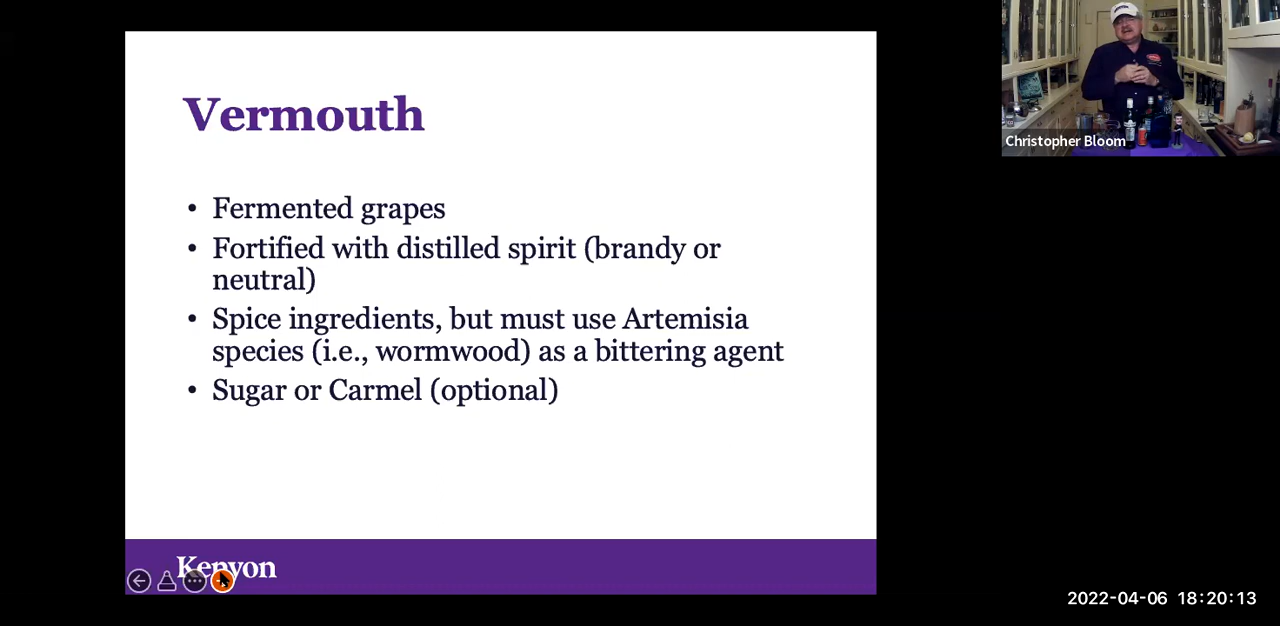 Vermouth
• Fermented grapes
• Fortified with distilled spirit (brandy or
neutral)
• Spice ingredients, but must use Artemisia
species (i.e., wormwood) as a bittering agent
• Sugar or Carmel (optional)
Kenyon
Christopher Bloom
2022-04-06 18:20:13